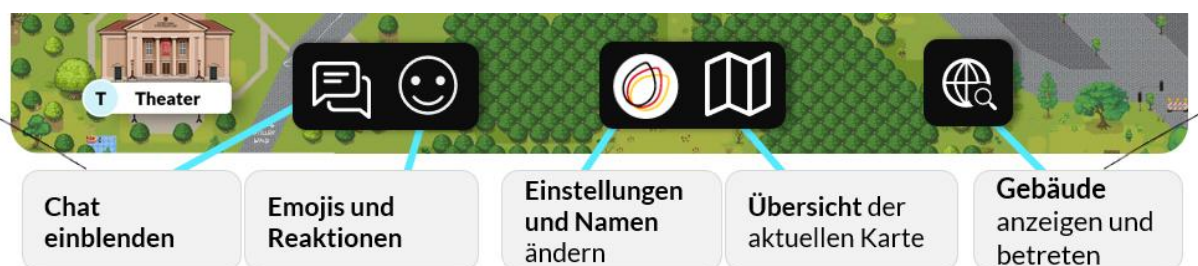 T Theater
Chat
einblenden
Emojis und
Reaktionen
Einstellungen
und Namen
ändern
Übersicht der
aktuellen Karte
Gebäude
anzeigen und
betreten